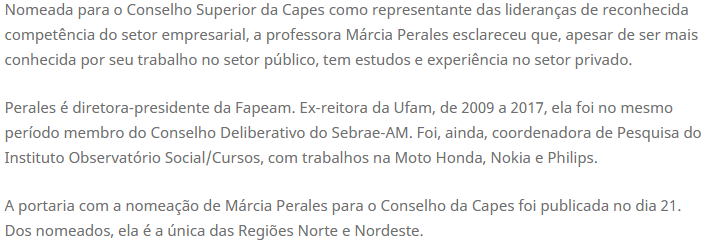 Nomeada para o Conselho Superior da Capes como representante das lideranças de reconhecida
competência do setor empresarial, a professora Márcia Perales esclareceu que, apesar de ser mais
conhecida por seu trabalho no setor público, tem estudos e experiência no setor privado.
Perales é diretora-presidente da Fapeam. Ex-reitora da Ufam, de 2009 a 2017, ela foi no mesmo
período membro do Conselho Deliberativo do Sebrae-AM. Foi, ainda, coordenadora de Pesquisa do
Instituto Observatório Social/Cursos, com trabalhos na Moto Honda, Nokia e Philips.
A portaria com a nomeação de Márcia Perales para o Conselho da Capes foi publicada no dia 21.
Dos nomeados, ela é a única das Regiões Norte e Nordeste.